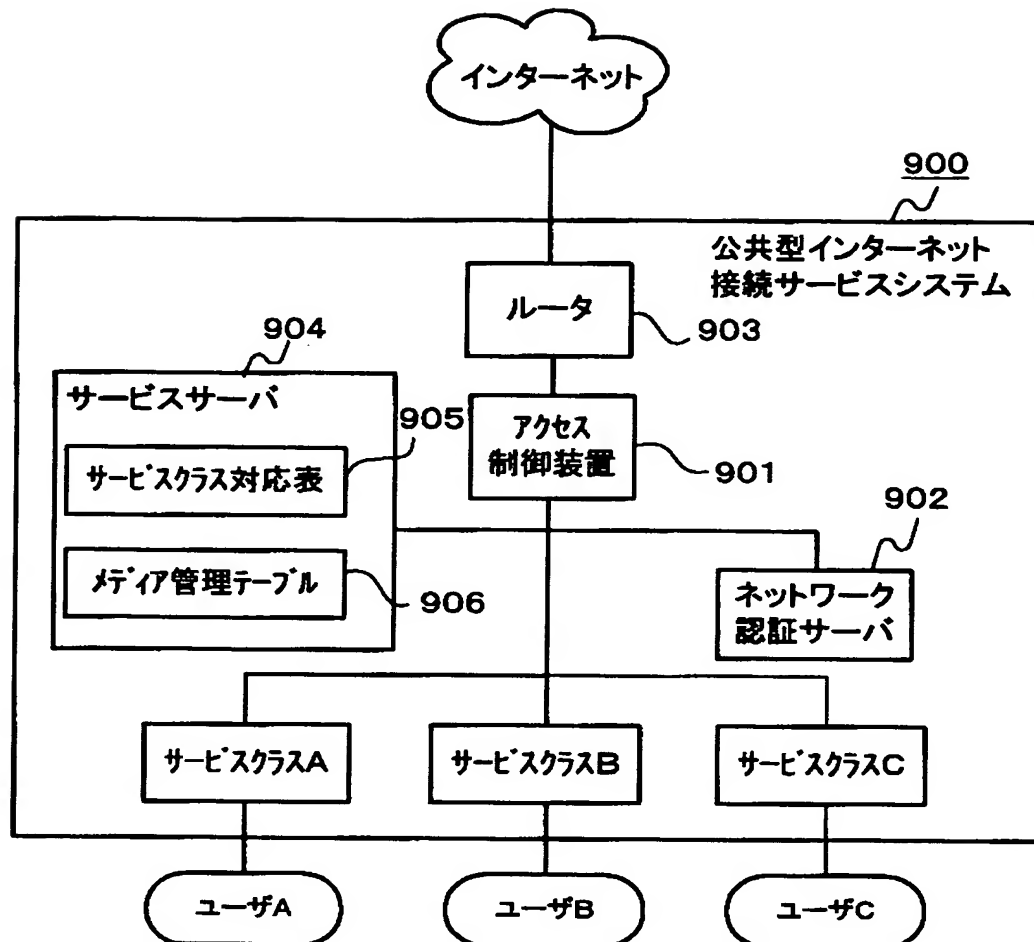 インターネット
900
公共型インターネット
接続サービスシステム
ルータ
903
904
サービスサーバ
905
サービスクラス対応表
アクセス
制御装置
901
902
メディア管理テーブル
906
ネットワーク
認証サーバ
サービスクラスA
サービスクラスB
サービスクラスC
ユーザA
ユーザB
ユーザC